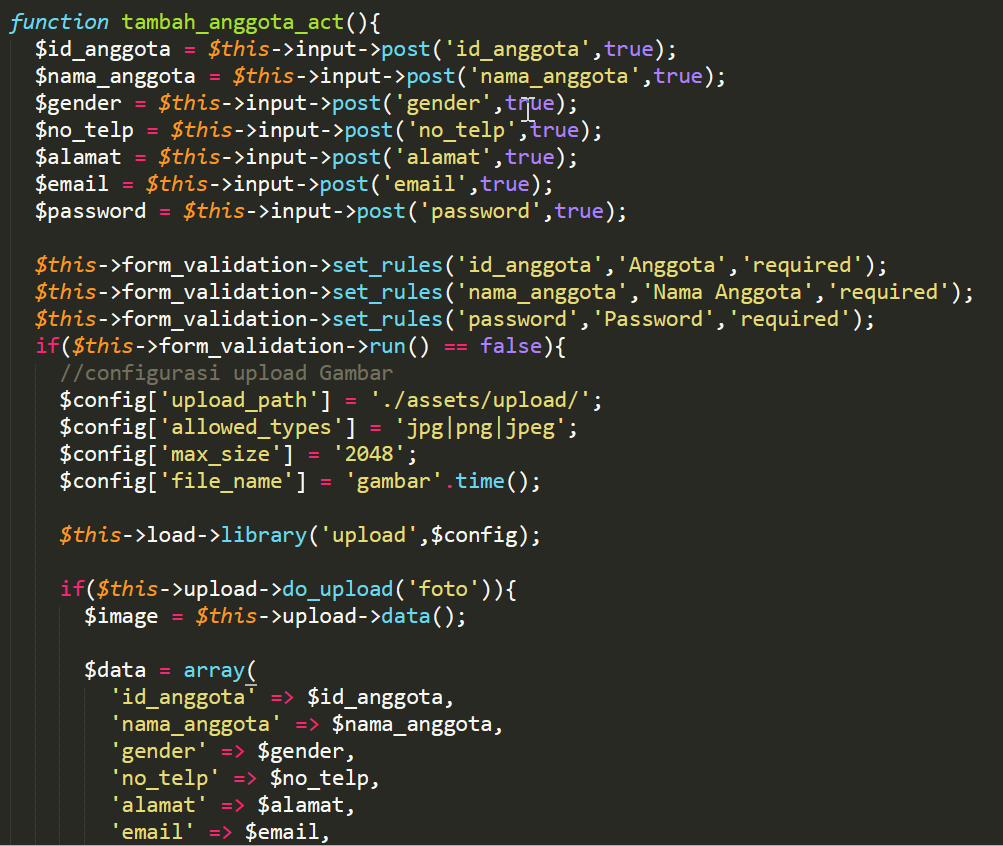 function tambah_anggota_act(){
$id_anggota = $this->input->post('id_anggota',true);
$nama_anggota = $this->input->post('nama_anggota',true);
$gender = $this->input->post('gender',true);
$no_telp = $this->input->post('no_telp',true);
$alamat = $this->input->post('alamat',true);
$email = $this->input->post('email',true);
$password = $this->input->post('password',true);
$this->form_validation->set_rules('id_anggota','Anggota','required');
$this->form_validation->set_rules('nama_anggota','Nama Anggota','required');
$this->form_validation->set_rules('password','Password','required');
if($this->form_validation->run() == false){
//configurasi upload Gambar
$config['upload_path'] = './assets/upload/';
$config['allowed_types'] = 'jpg|png|jpeg';
$config['max_size'] = '2048';
$config['file_name'] = 'gambar'.time();
$this->load->library('upload',$config);
if($this->upload->do_upload('foto')){
$image = $this->upload->data();
$data = array(
'id_anggota' => $id_anggota,
'nama_anggota' => $nama_anggota,
'gender' => $gender,
'no_telp' => $no_telp,
'alamat' => $alamat,
'email' => $email,